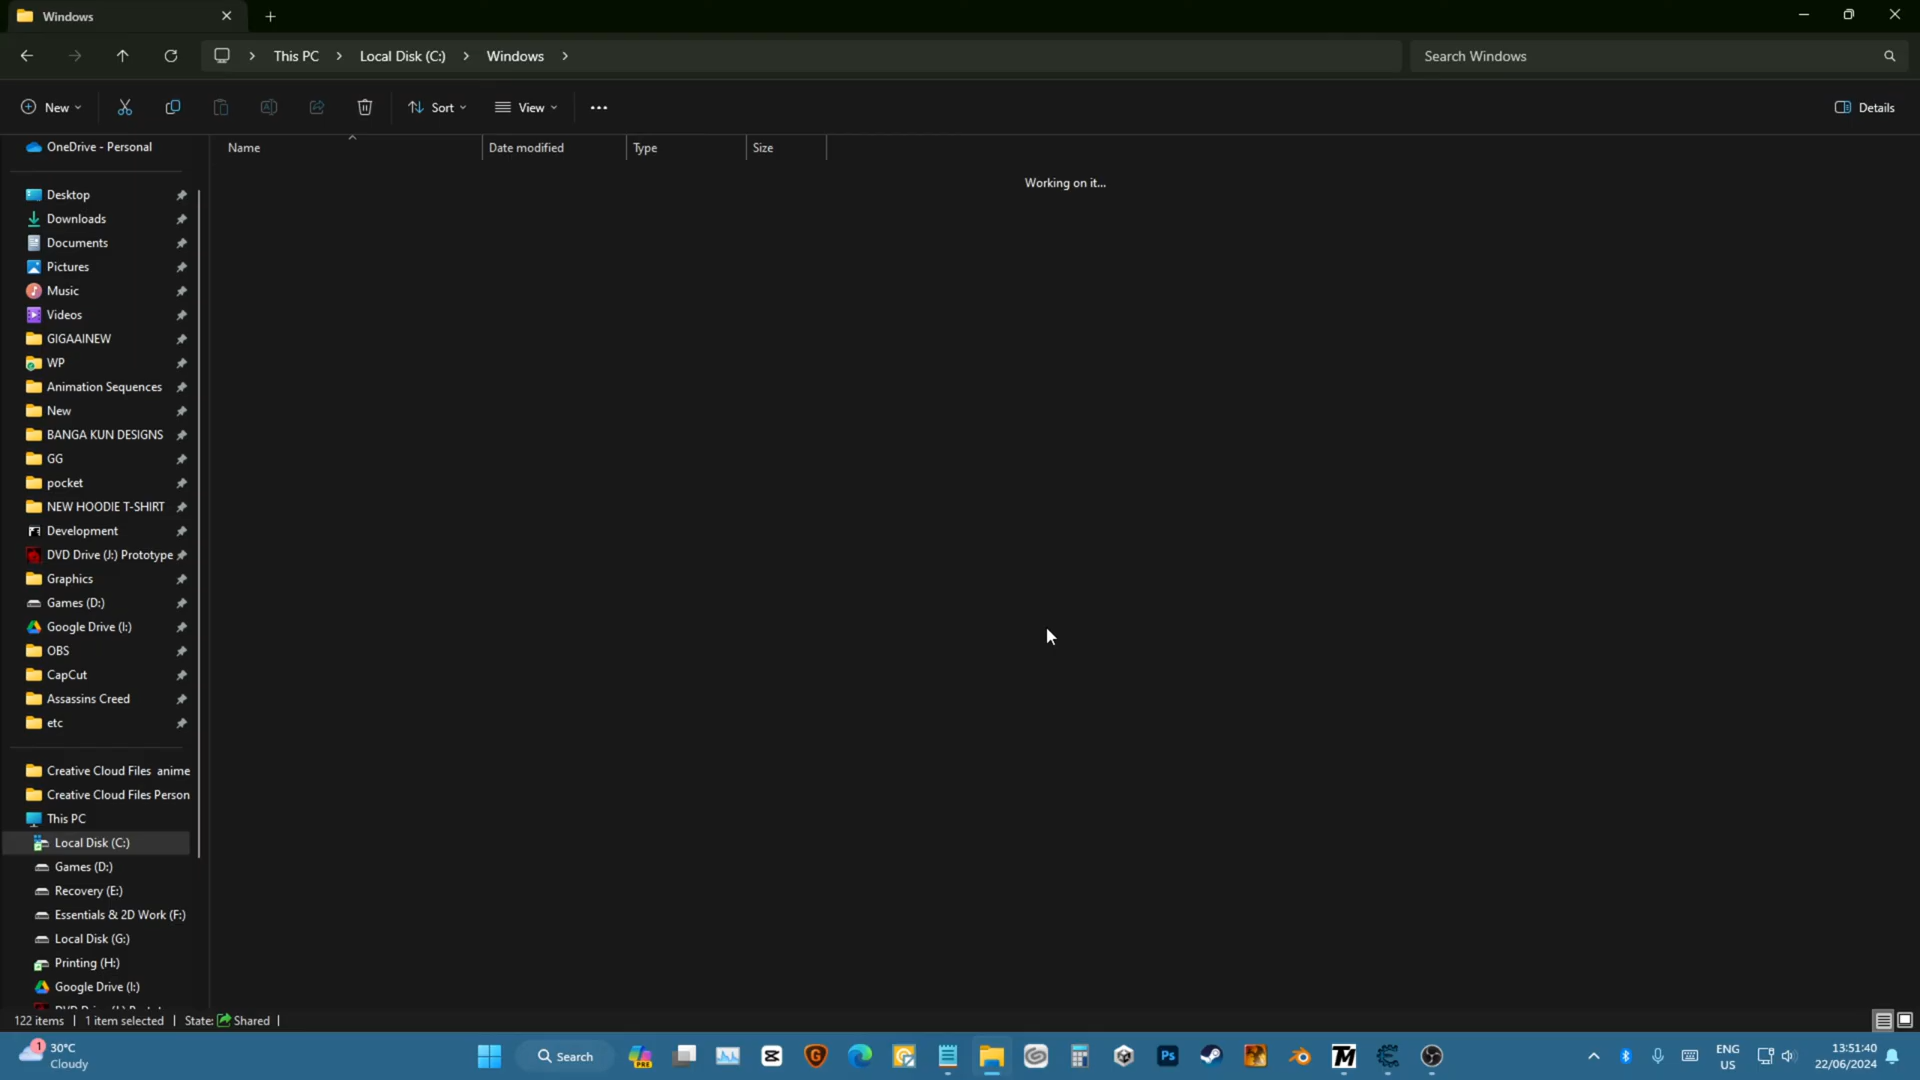 Windows
This PC > Local Disk (C:) > Windows >
Search Windows
New
Sort
View
Details
OneDrive - Personal
Name
Date modified
Type
Size
Working on it...
Desktop
Downloads
Documents
Pictures
Music
Videos
GIGAAINEW
WP
Animation Sequences
New
BANGA KUN DESIGNS
GG
pocket
NEW HOODIE T-SHIRT
Development
DVD Drive (J:) Prototype
Graphics
Games (D:)
Google Drive (I:)
OBS
CapCut
Assassins Creed
etc
Creative Cloud Files anime
Creative Cloud Files Person
This PC
Local Disk (C:)
Games (D:)
Recovery (E:)
Essentials & 2D Work (F:)
Local Disk (G:)
Printing (H:)
Google Drive (I:)
122 items | 1 item selected | State: Shared |
1
30°C
Cloudy
Search
PRE
Ps
ENG
US
13:51:40
22/06/2024